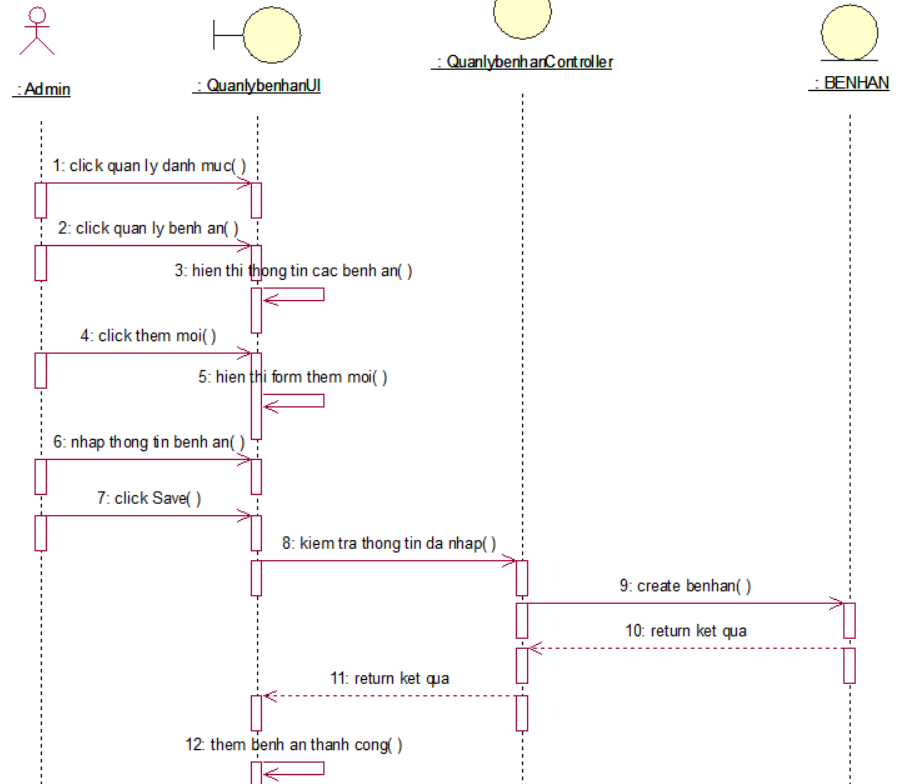 : Admin
: QuanlybenhanUI
: QuanlybenhanController
: BENHAN
1: click quan ly danh muc( )
2: click quan ly benh an( )
3: hien thi thong tin cac benh an( )
4: click them moi( )
5: hien thi form them moi( )
6: nhap thong tin benh an( )
7: click Save( )
8: kiem tra thong tin da nhap( )
9: create benhan( )
10: return ket qua
11: return ket qua
12: them benh an thanh cong( )